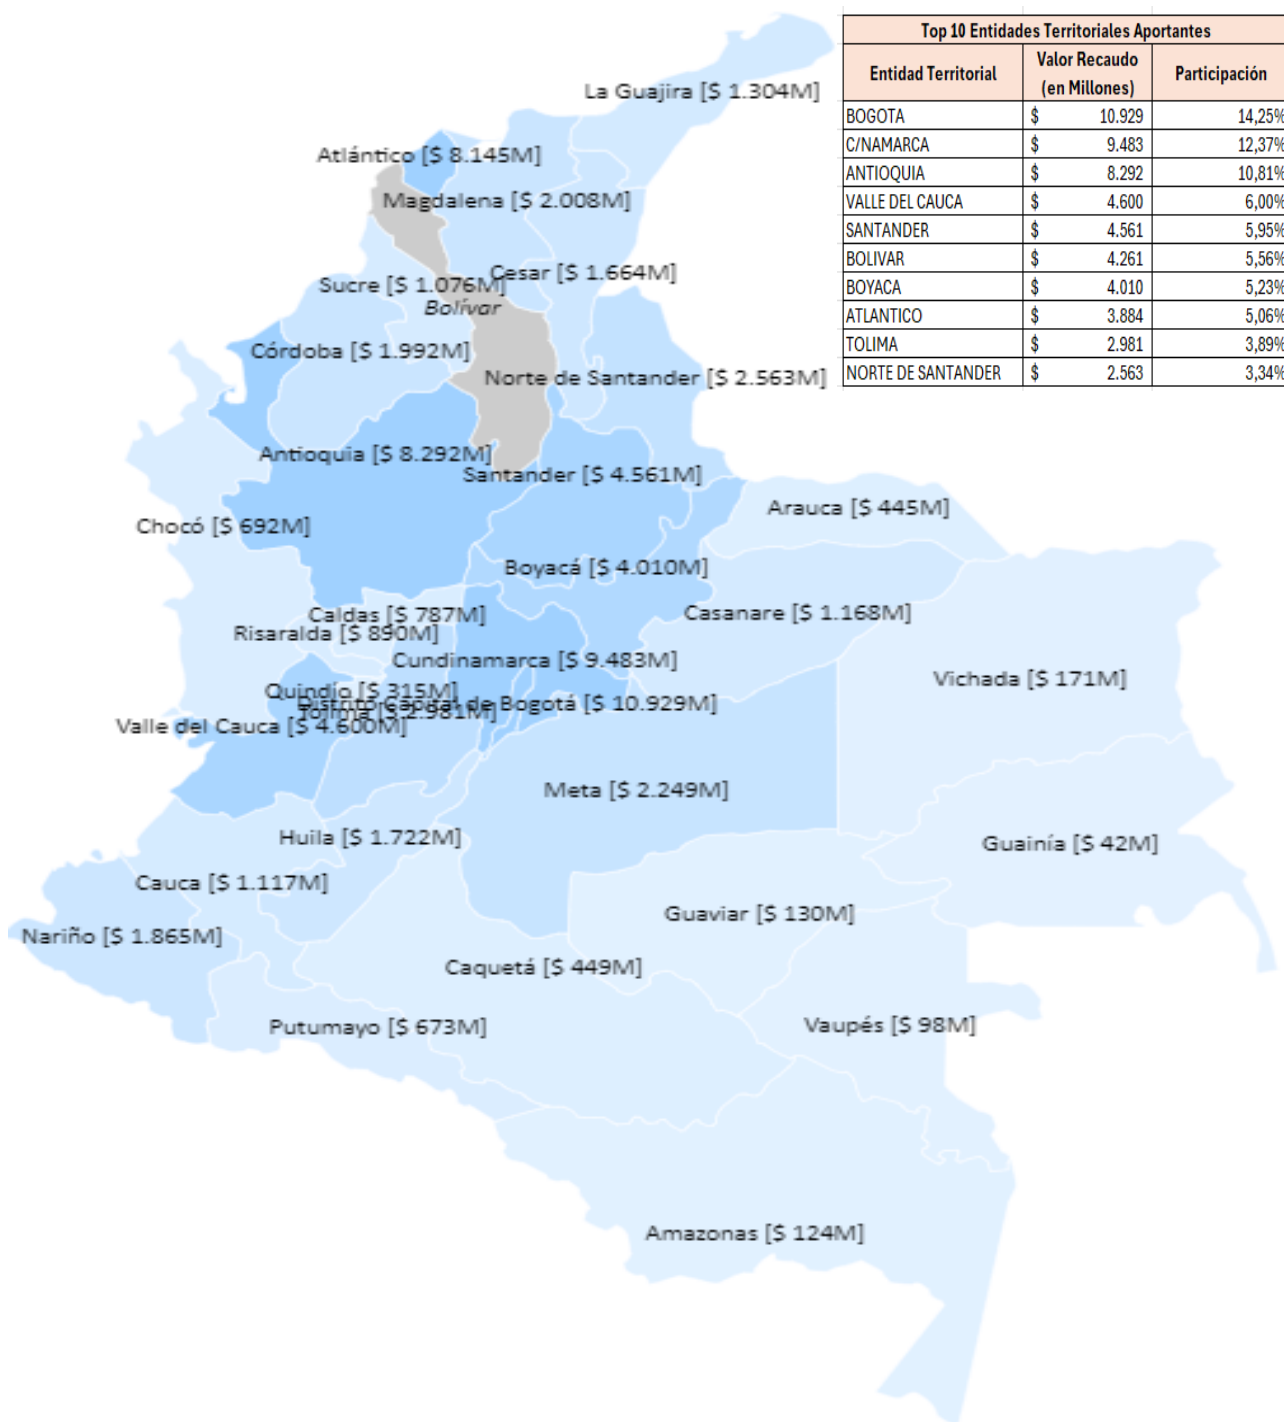 Top 10 Entidades Territoriales Aportantes
Entidad Territorial Valor Recaudo (en Millones) Participación
BOGOTA $ 10.929 14,25%
C/NAMARCA $ 9.483 12,37%
ANTIOQUIA $ 8.292 10,81%
VALLE DEL CAUCA $ 4.600 6,00%
SANTANDER $ 4.561 5,95%
BOLIVAR $ 4.261 5,56%
BOYACA $ 4.010 5,23%
ATLANTICO $ 3.884 5,06%
TOLIMA $ 2.981 3,89%
NORTE DE SANTANDER $ 2.563 3,34%
La Guajira [$ 1.304M]
Atlántico [$ 8.145M]
Magdalena [$ 2.008M]
Cesar [$ 1.664M]
Sucre [$ 1.076M]
Bolívar
Córdoba [$ 1.992M]
Norte de Santander [$ 2.563M]
Antioquia [$ 8.292M]
Santander [$ 4.561M]
Arauca [$ 445M]
Chocó [$ 692M]
Boyacá [$ 4.010M]
Caldas [$ 787M]
Casanare [$ 1.168M]
Risaralda [$ 890M]
Cundinamarca [$ 9.483M]
Vichada [$ 171M]
Quindío [$ 315M]
Distrito Capital de Bogotá [$ 10.929M]
Tolima [$ 2.981M]
Valle del Cauca [$ 4.600M]
Meta [$ 2.249M]
Huila [$ 1.722M]
Guainía [$ 42M]
Cauca [$ 1.117M]
Guaviar [$ 130M]
Nariño [$ 1.865M]
Caquetá [$ 449M]
Putumayo [$ 673M]
Vaupés [$ 98M]
Amazonas [$ 124M]